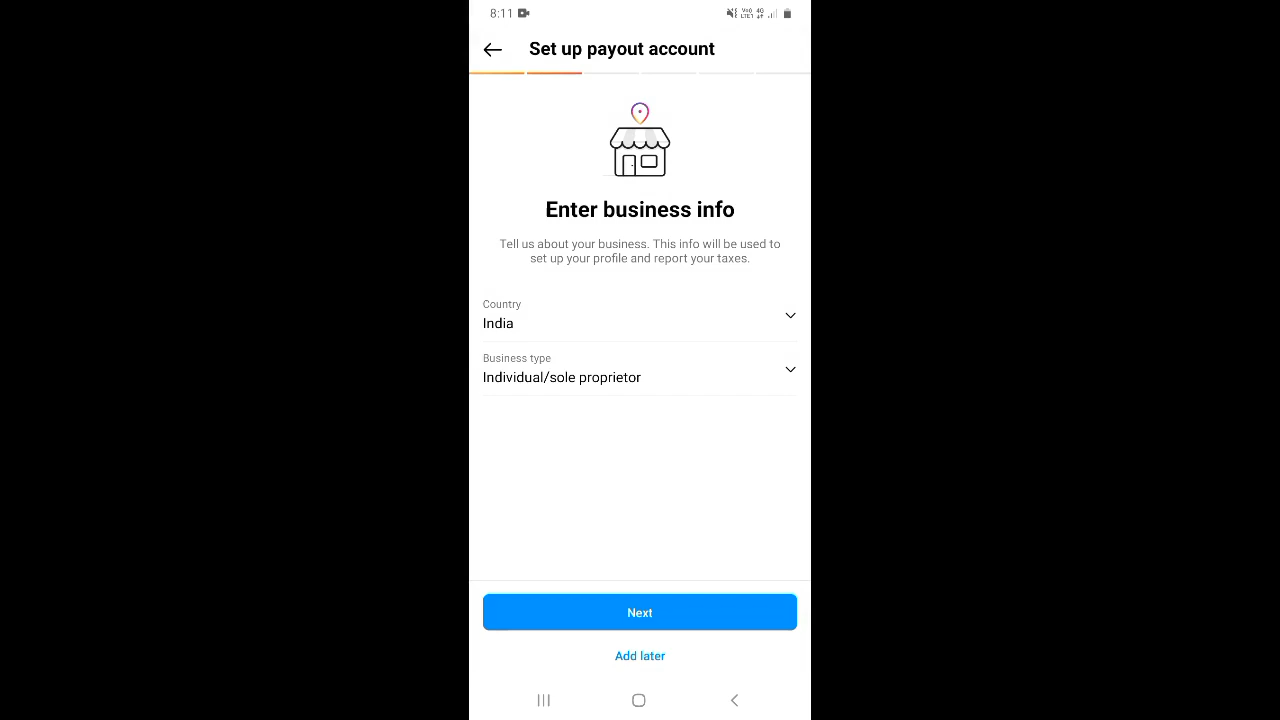 8:11
Set up payout account
Enter business info
Tell us about your business. This info will be used to
set up your profile and report your taxes.
Country
India
Business type
Individual/sole proprietor
Next
Add later